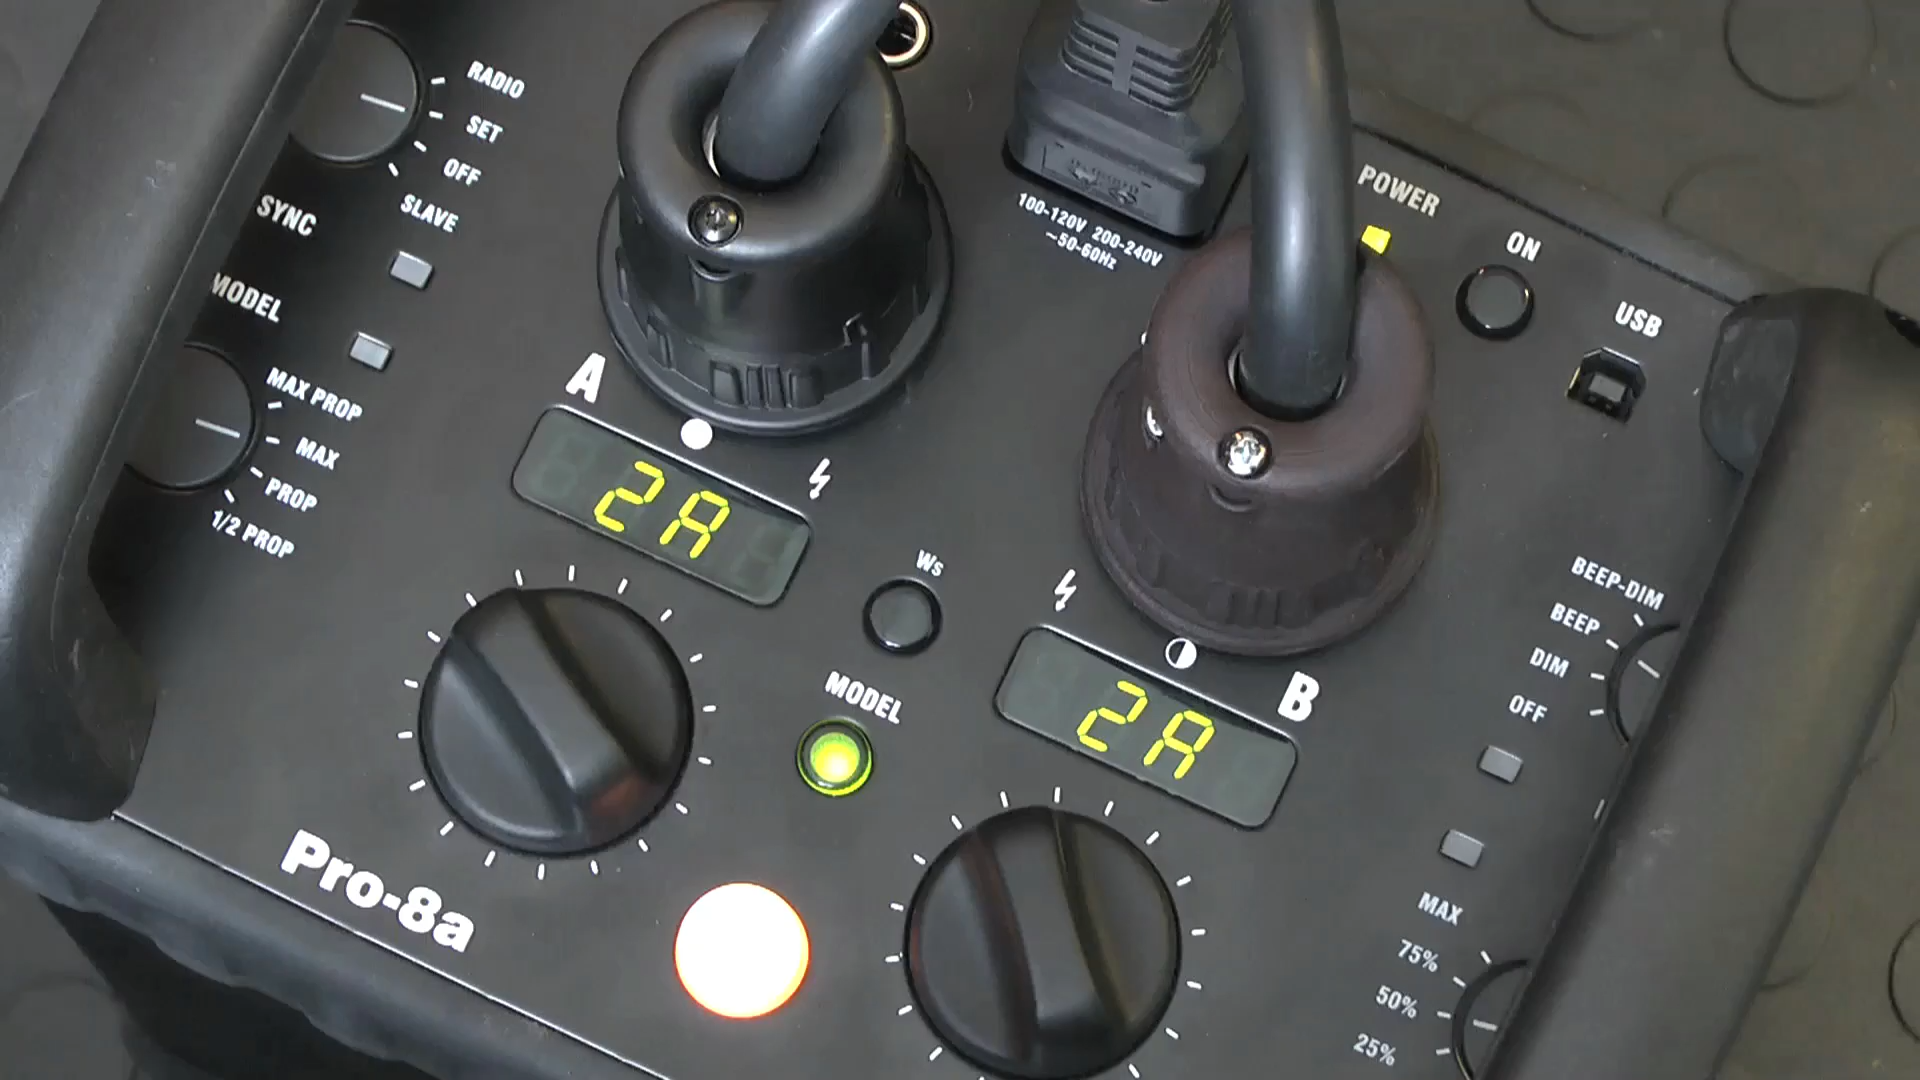 RADIO
SET
OFF
SLAVE
SYNC
MODEL
MAX PROP
MAX
PROP
1/2 PROP
100-120V 200-240V
~50-60Hz
POWER
ON
USB
A
2A
Ws
MODEL
2A
B
BEEP-DIM
BEEP
DIM
OFF
MAX
75%
50%
25%
Pro-8a